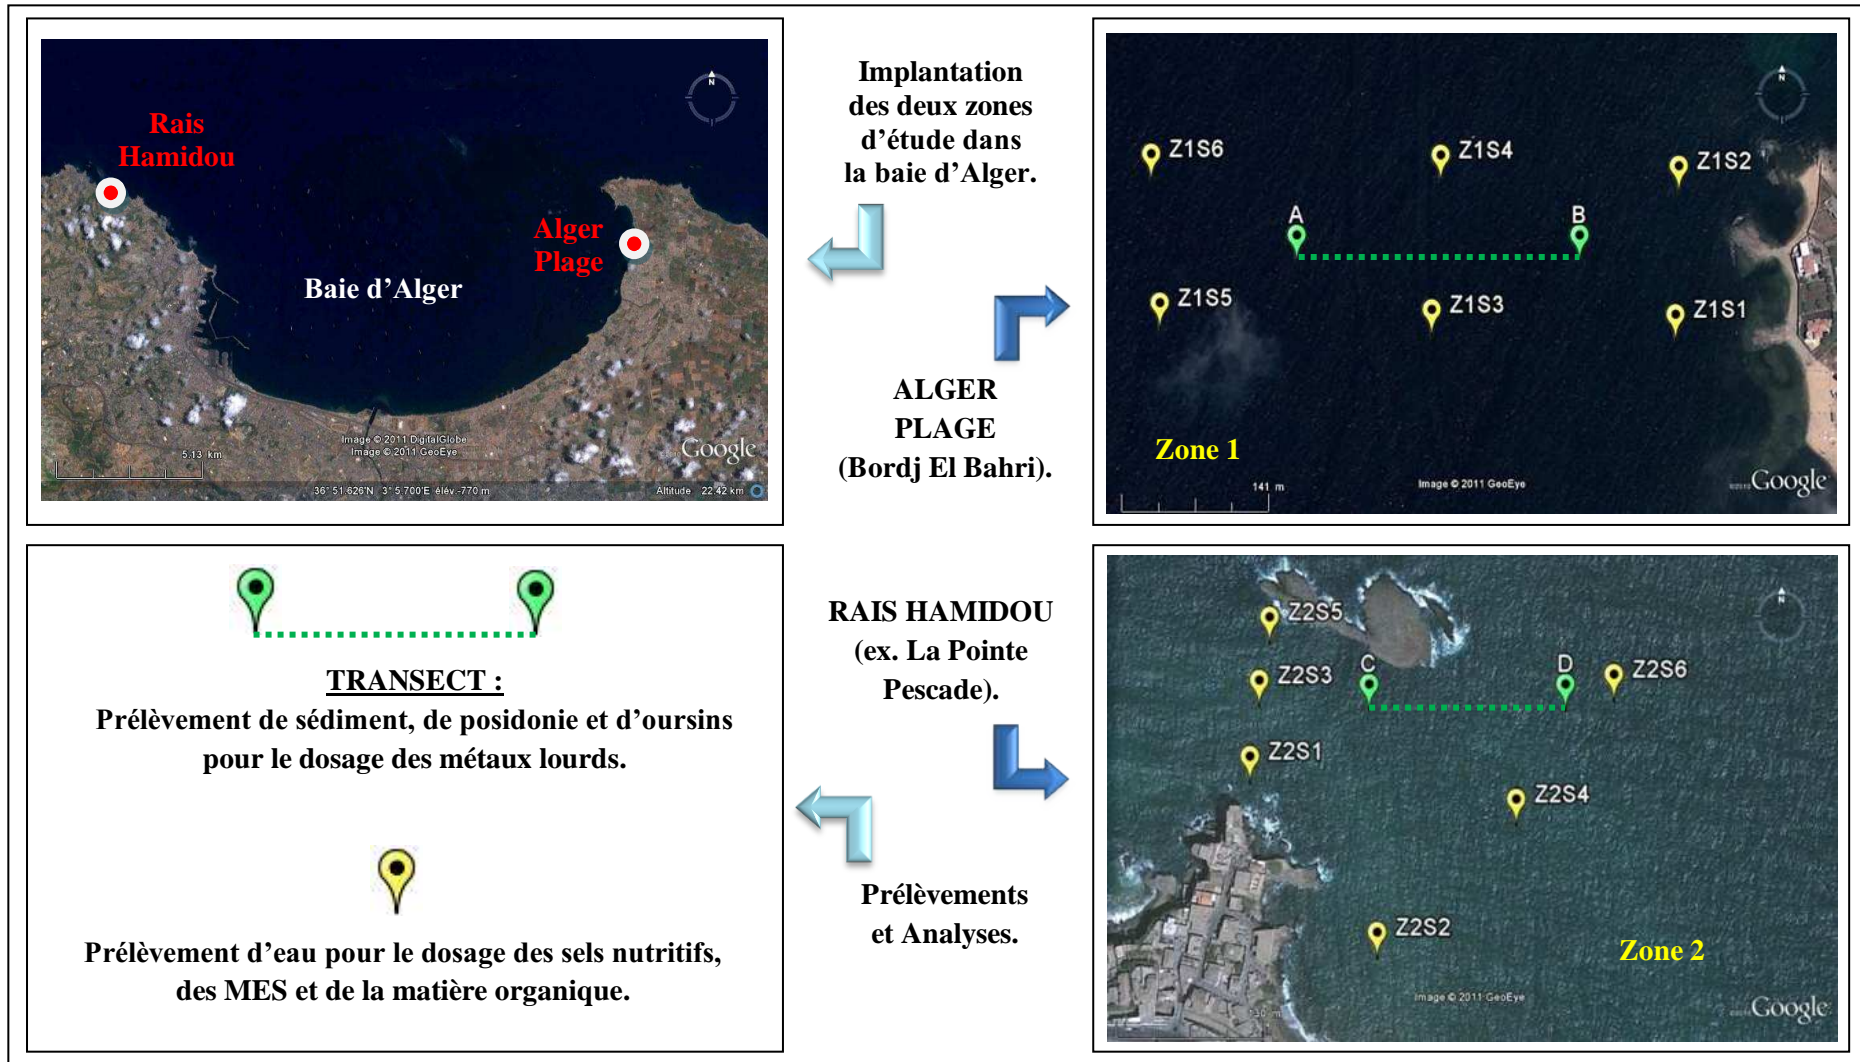 Rais
Hamidou
Alger
Plage
Baie d'Alger
N
Image © 2011 DigitalGlobe
Image © 2011 GeoEye
Google
5.13 km
36° 51.626'N 3° 5.700'E élév.-770 m
Altitude 22.42 km
Implantation
des deux zones
d'étude dans
la baie d'Alger.
ALGER
PLAGE
(Bordj El Bahri).
N
Z1S6
Z1S4
Z1S2
A
B
Z1S5
Z1S3
Z1S1
Zone 1
141 m
Image © 2011 GeoEye
Google
TRANSECT :
Prélèvement de sédiment, de posidonie et d'oursins
pour le dosage des métaux lourds.
Prélèvement d'eau pour le dosage des sels nutritifs,
des MES et de la matière organique.
RAIS HAMIDOU
(ex. La Pointe
Pescade).
Prélèvements
et Analyses.
N
Z2S5
Z2S3
C
D
Z2S6
Z2S1
Z2S4
Z2S2
Zone 2
Image © 2011 GeoEye
Google